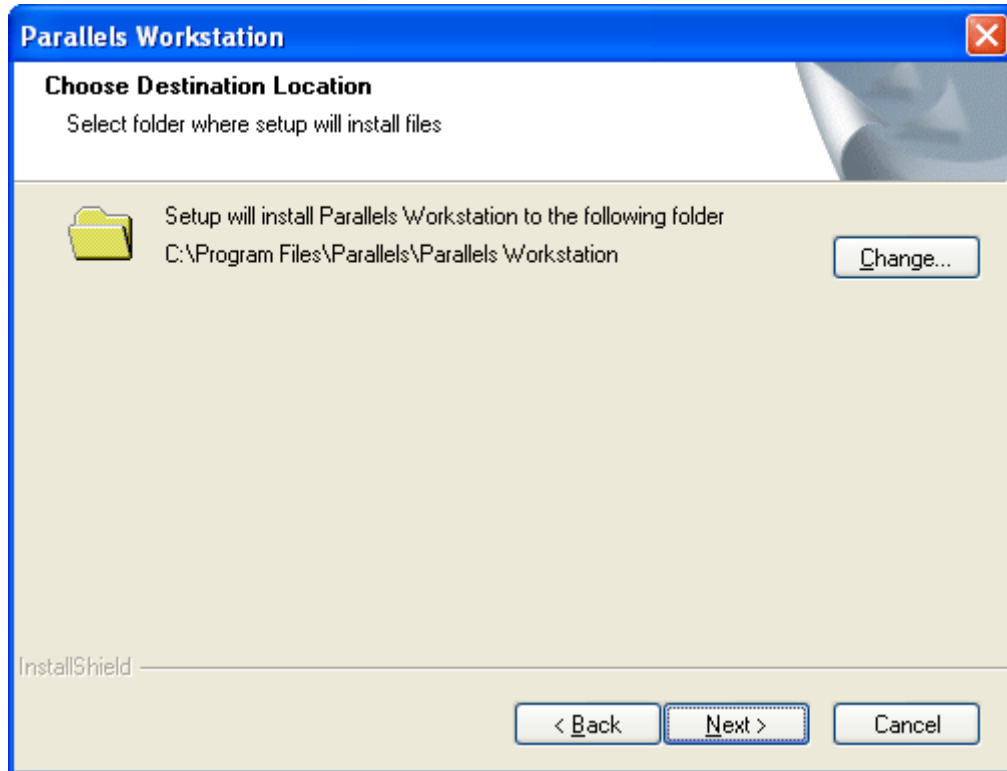 Parallels Workstation
Choose Destination Location
Select folder where setup will install files
Setup will install Parallels Workstation to the following folder
C:\Program Files\Parallels\Parallels Workstation
Change...
InstallShield
< Back
Next >
Cancel